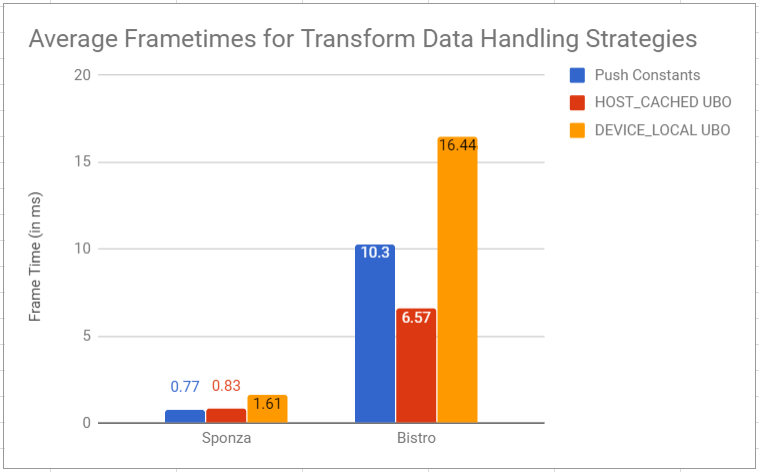 Average Frametimes for Transform Data Handling Strategies
Push Constants
HOST_CACHED UBO
DEVICE_LOCAL UBO
Frame Time (in ms)
20
15
10
5
0
0.77
0.83
1.61
10.3
6.57
16.44
Sponza
Bistro